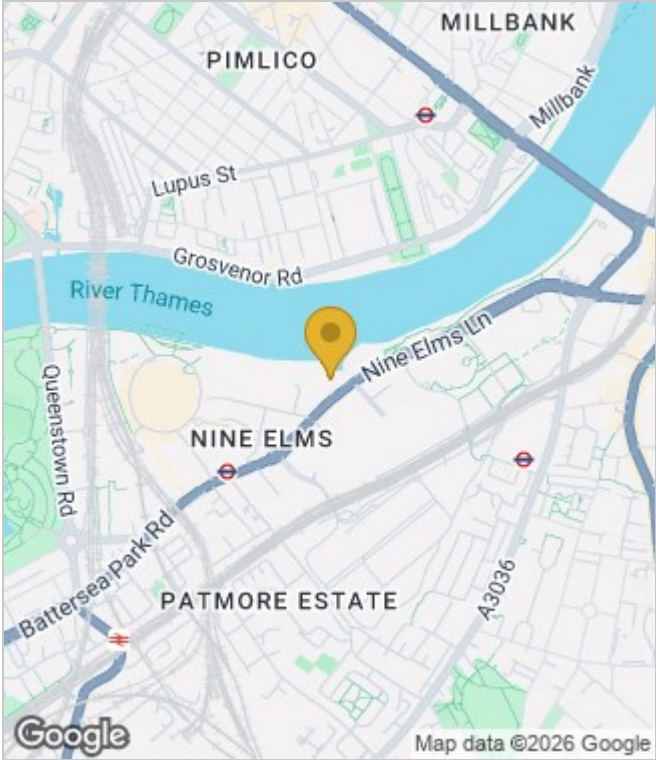 MILLBANK
PIMLICO
Millbank
Lupus St
Grosvenor Rd
River Thames
Nine Elms Ln
Queenstown Rd
NINE ELMS
Battersea Park Rd
A3036
PATMORE ESTATE
Google
Map data ©2026 Google